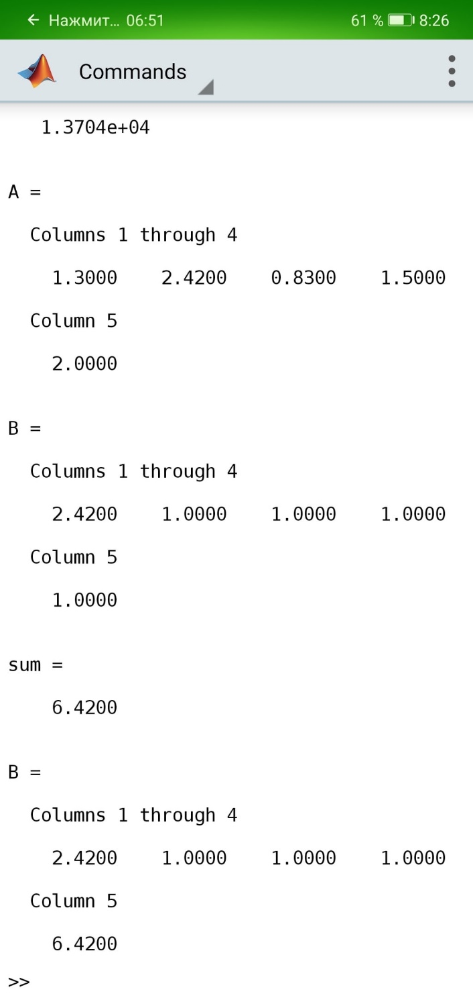 ← Нажмит... 06:51 61 % 8:26
Commands
1.3704e+04
A =
Columns 1 through 4
1.3000 2.4200 0.8300 1.5000
Column 5
2.0000
B =
Columns 1 through 4
2.4200 1.0000 1.0000 1.0000
Column 5
1.0000
sum =
6.4200
B =
Columns 1 through 4
2.4200 1.0000 1.0000 1.0000
Column 5
6.4200
>>